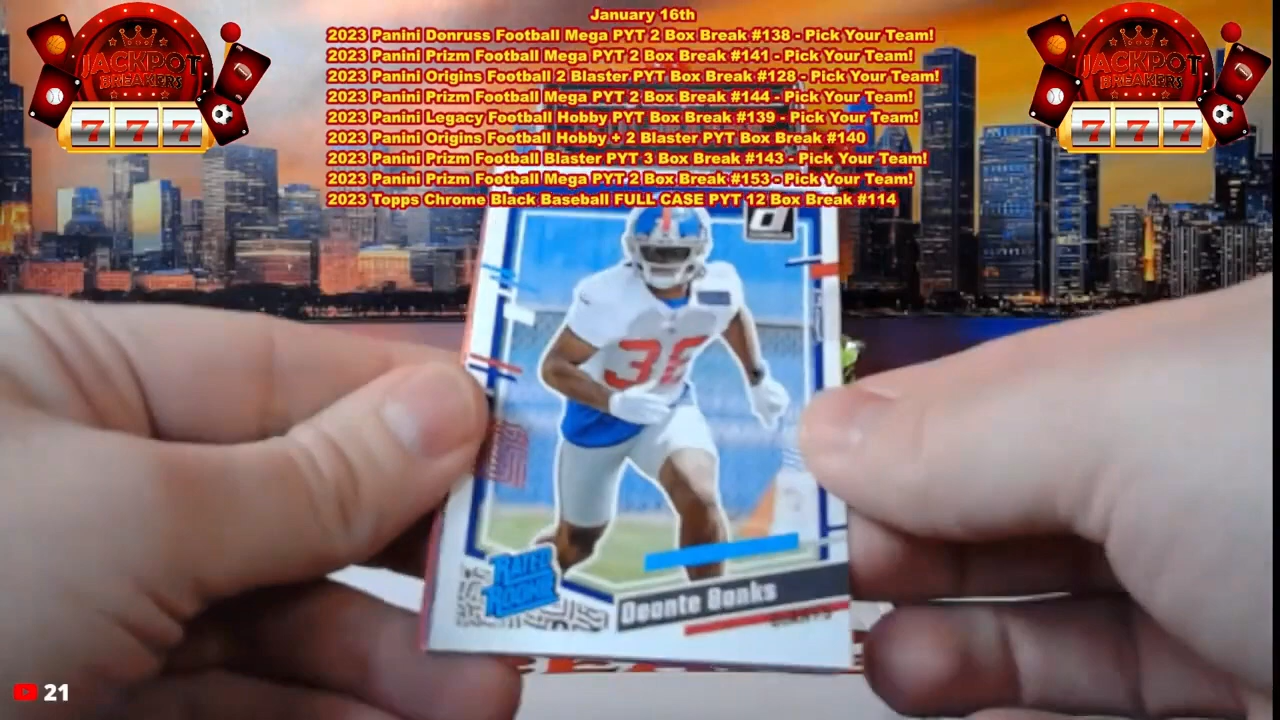 January 16th
2023 Panini Donruss Football Mega PYT 2 Box Break #138 - Pick Your Team!
2023 Panini Prizm Football Mega PYT 2 Box Break #141 - Pick Your Team!
2023 Panini Origins Football 2 Blaster PYT Box Break #128 - Pick Your Team!
2023 Panini Prizm Football Mega PYT 2 Box Break #144 - Pick Your Team!
2023 Panini Legacy Football Hobby PYT Box Break #139 - Pick Your Team!
2023 Panini Origins Football Hobby + 2 Blaster PYT Box Break #140
2023 Panini Prizm Football Blaster PYT 3 Box Break #143 - Pick Your Team!
2023 Panini Prizm Football Mega PYT 2 Box Break #153 - Pick Your Team!
2023 Topps Chrome Black Baseball FULL CASE PYT 12 Box Break #114
JACKPOT
BREAKERS
7 7 7
JACKPOT
BREAKERS
7 7 7
d
36
RATED
ROOKIE
Deonte Banks
21